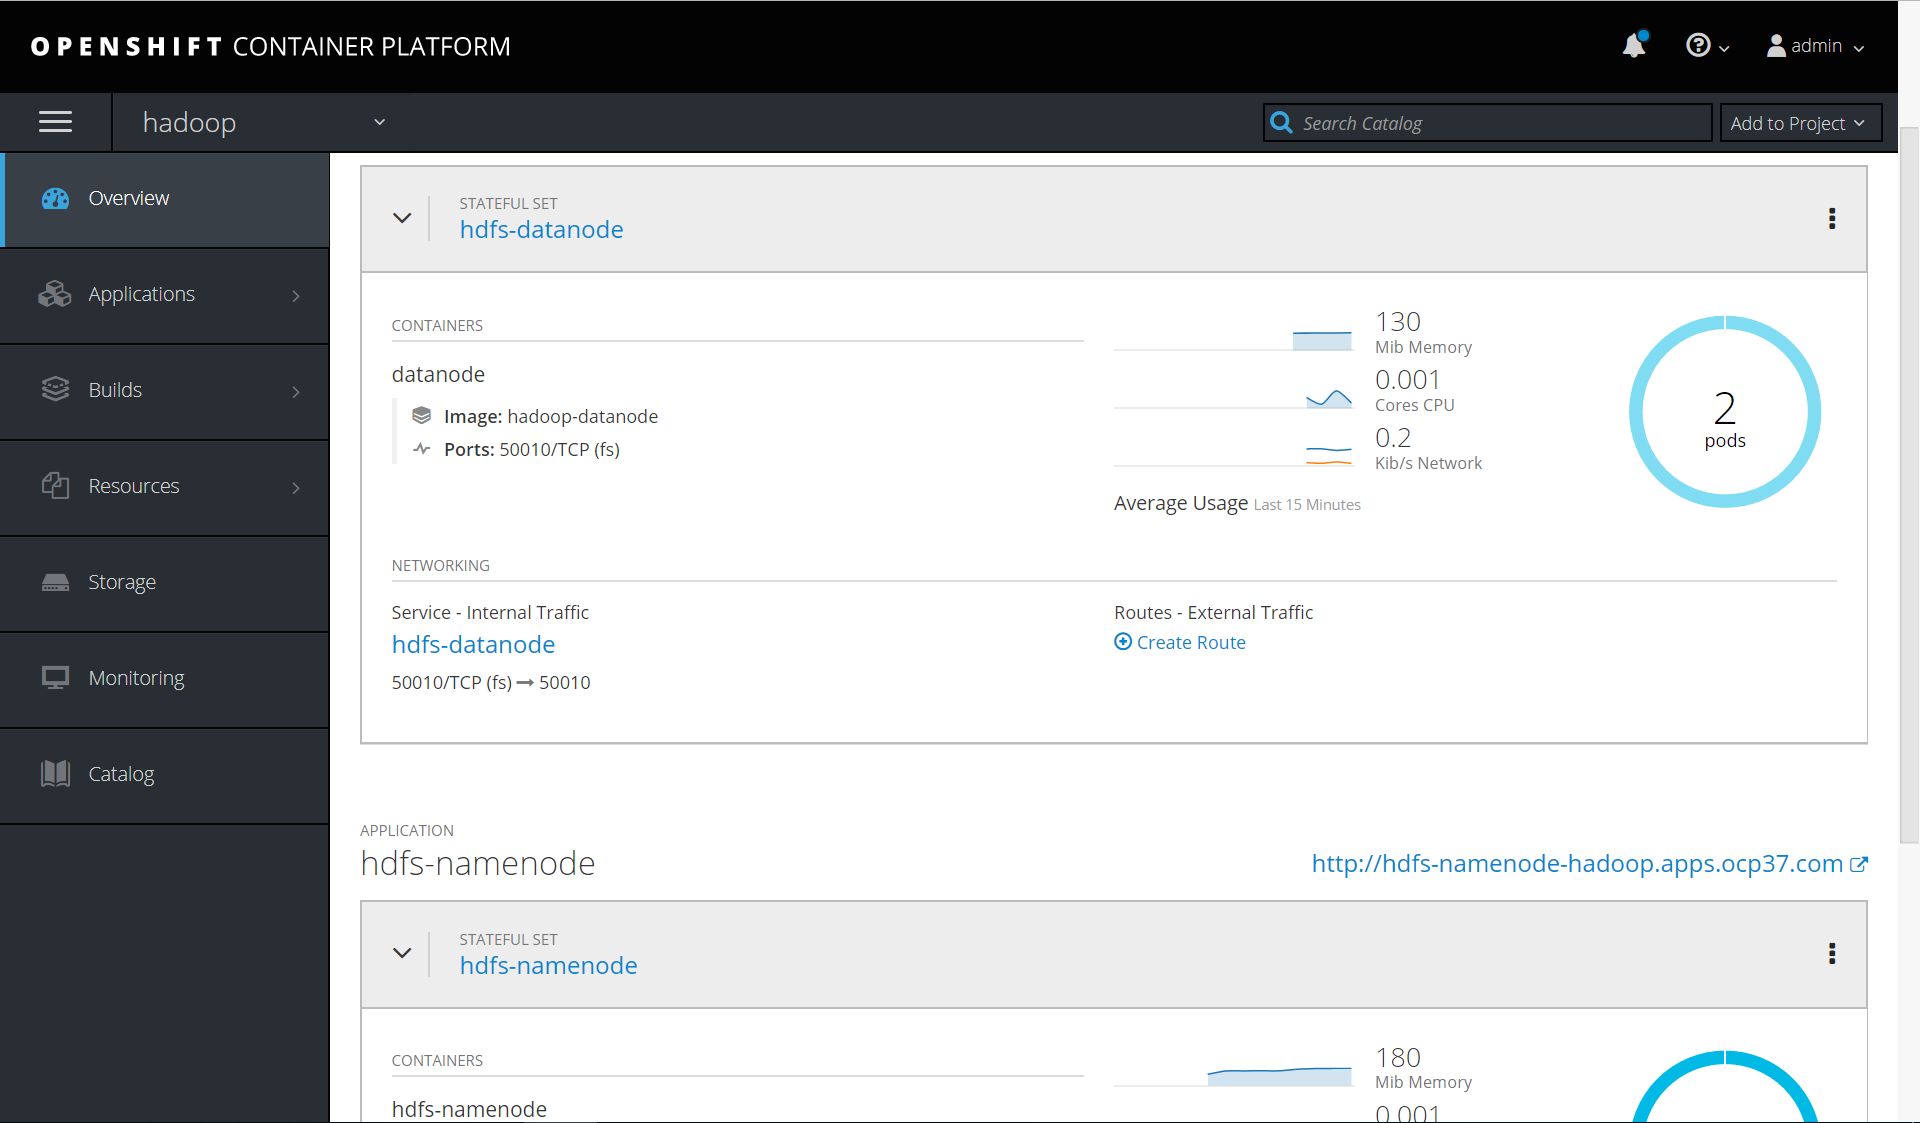 OPENSHIFT CONTAINER PLATFORM
admin
hadoop
Search Catalog
Add to Project
Overview
Applications
Builds
Resources
Storage
Monitoring
Catalog
STATEFUL SET
hdfs-datanode
CONTAINERS
datanode
Image: hadoop-datanode
Ports: 50010/TCP (fs)
130
Mib Memory
0.001
Cores CPU
0.2
Kib/s Network
Average Usage Last 15 Minutes
2
pods
NETWORKING
Service - Internal Traffic
hdfs-datanode
50010/TCP (fs) → 50010
Routes - External Traffic
Create Route
APPLICATION
hdfs-namenode
http://hdfs-namenode-hadoop.apps.ocp37.com
STATEFUL SET
hdfs-namenode
CONTAINERS
hdfs-namenode
180
Mib Memory
0.001